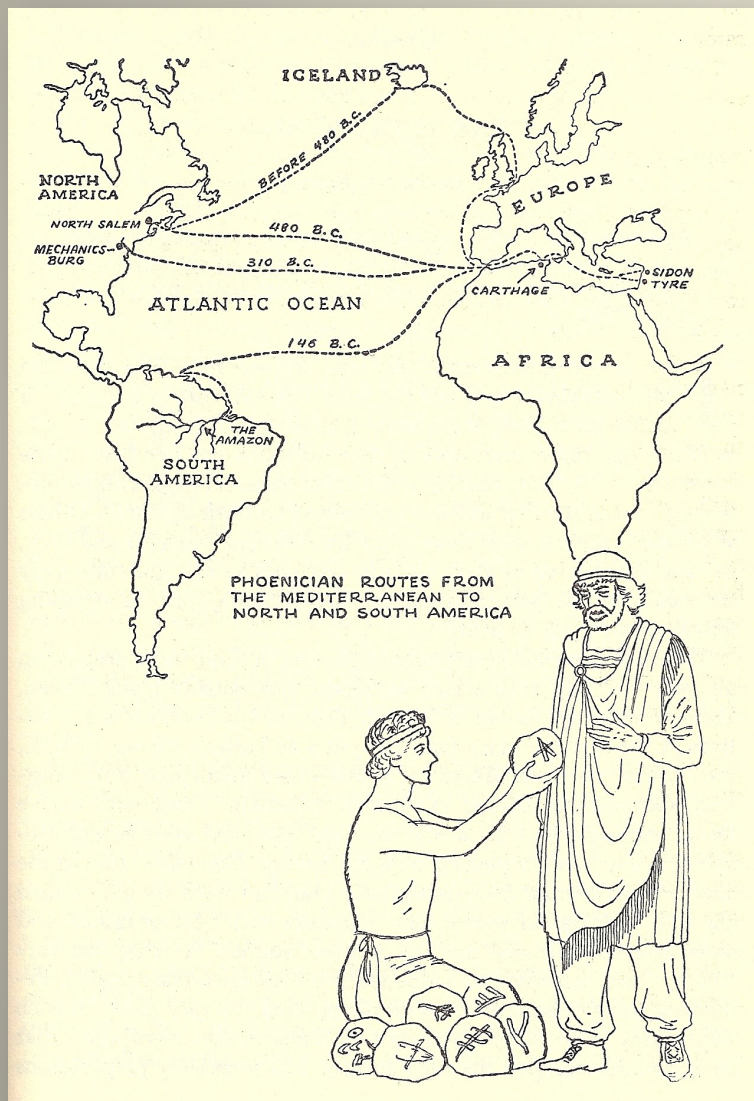 ICELAND
BEFORE 480 B.C.
NORTH
AMERICA
EUROPE
NORTH SALEM
480 B.C.
MECHANICS-
BURG
310 B.C.
SIDON
TYRE
CARTHAGE
ATLANTIC OCEAN
146 B.C.
AFRICA
THE
AMAZON
SOUTH
AMERICA
PHOENICIAN ROUTES FROM
THE MEDITERRANEAN TO
NORTH AND SOUTH AMERICA